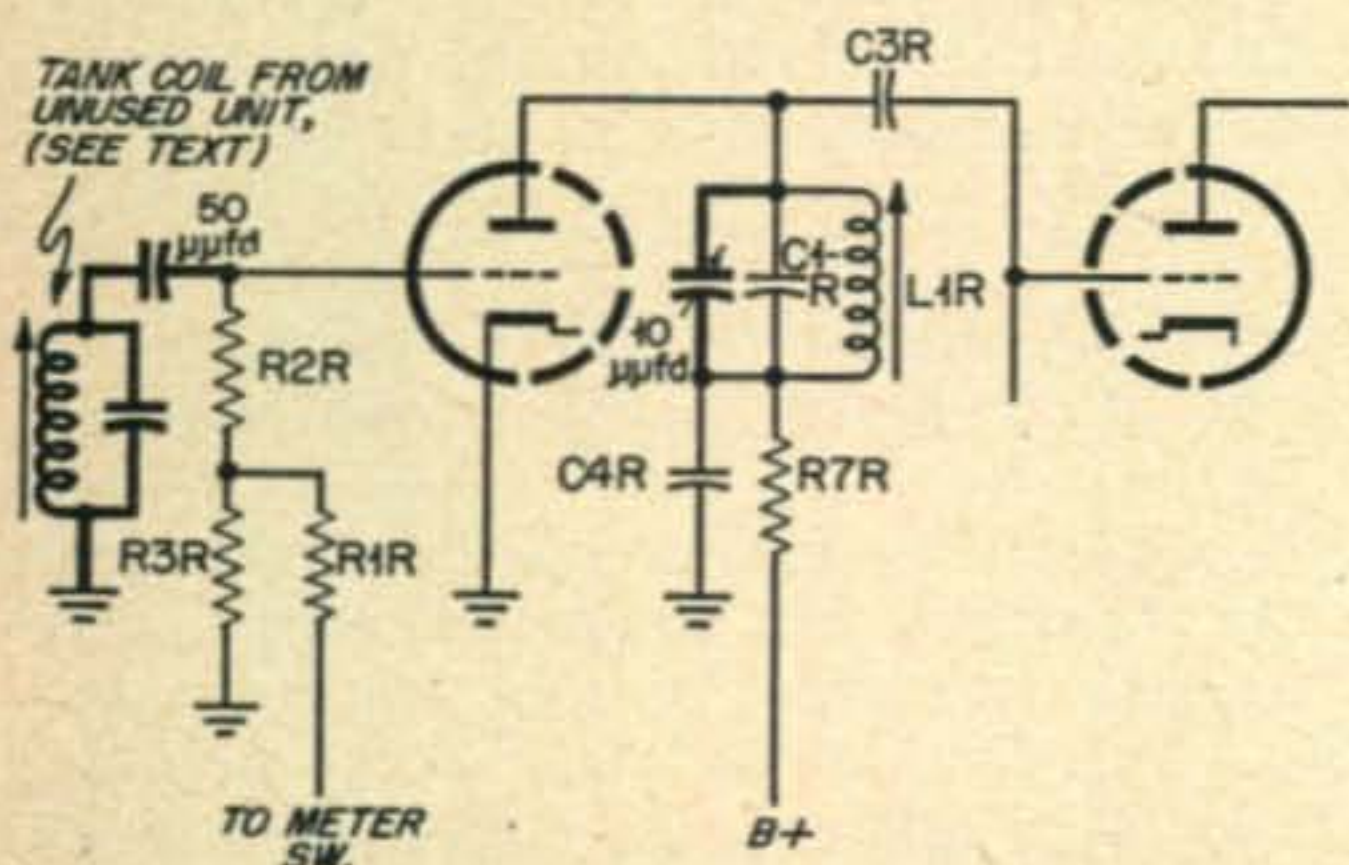 TANK COIL FROM
UNUSED UNIT,
(SEE TEXT)
50
μμfd
C3R
R2R
C1
R
L1R
10
μμfd
C4R
R7R
R3R
R1R
TO METER
SW.
B+